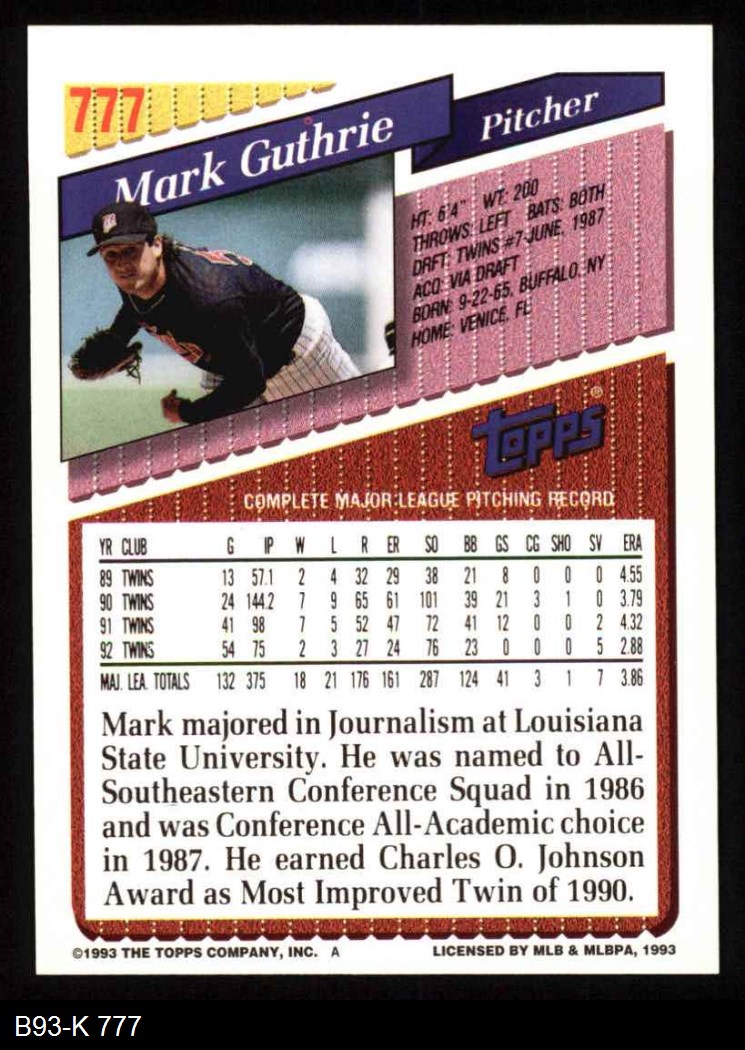 777
Mark Guthrie
Pitcher
HT: 6'4" WT: 200
THROWS: LEFT BATS: BOTH
DRFT: TWINS #7-JUNE, 1987
ACQ: VIA DRAFT
BORN: 9-22-65, BUFFALO, NY
HOME: VENICE, FL
topps®
COMPLETE MAJOR LEAGUE PITCHING RECORD
YR CLUB G IP W L R ER SO BB GS CG SHO SV ERA
89 TWINS 13 57.1 2 4 32 29 38 21 8 0 0 0 4.55
90 TWINS 24 144.2 7 9 65 61 101 39 21 3 1 0 3.79
91 TWINS 41 98 7 5 52 47 72 41 12 0 0 2 4.32
92 TWINS 54 75 2 3 27 24 76 23 0 0 0 5 2.88
MAJ. LEA. TOTALS 132 375 18 21 176 161 287 124 41 3 1 7 3.86
Mark majored in Journalism at Louisiana
State University. He was named to All-
Southeastern Conference Squad in 1986
and was Conference All-Academic choice
in 1987. He earned Charles O. Johnson
Award as Most Improved Twin of 1990.
©1993 THE TOPPS COMPANY, INC. A LICENSED BY MLB & MLBPA, 1993
B93-K 777